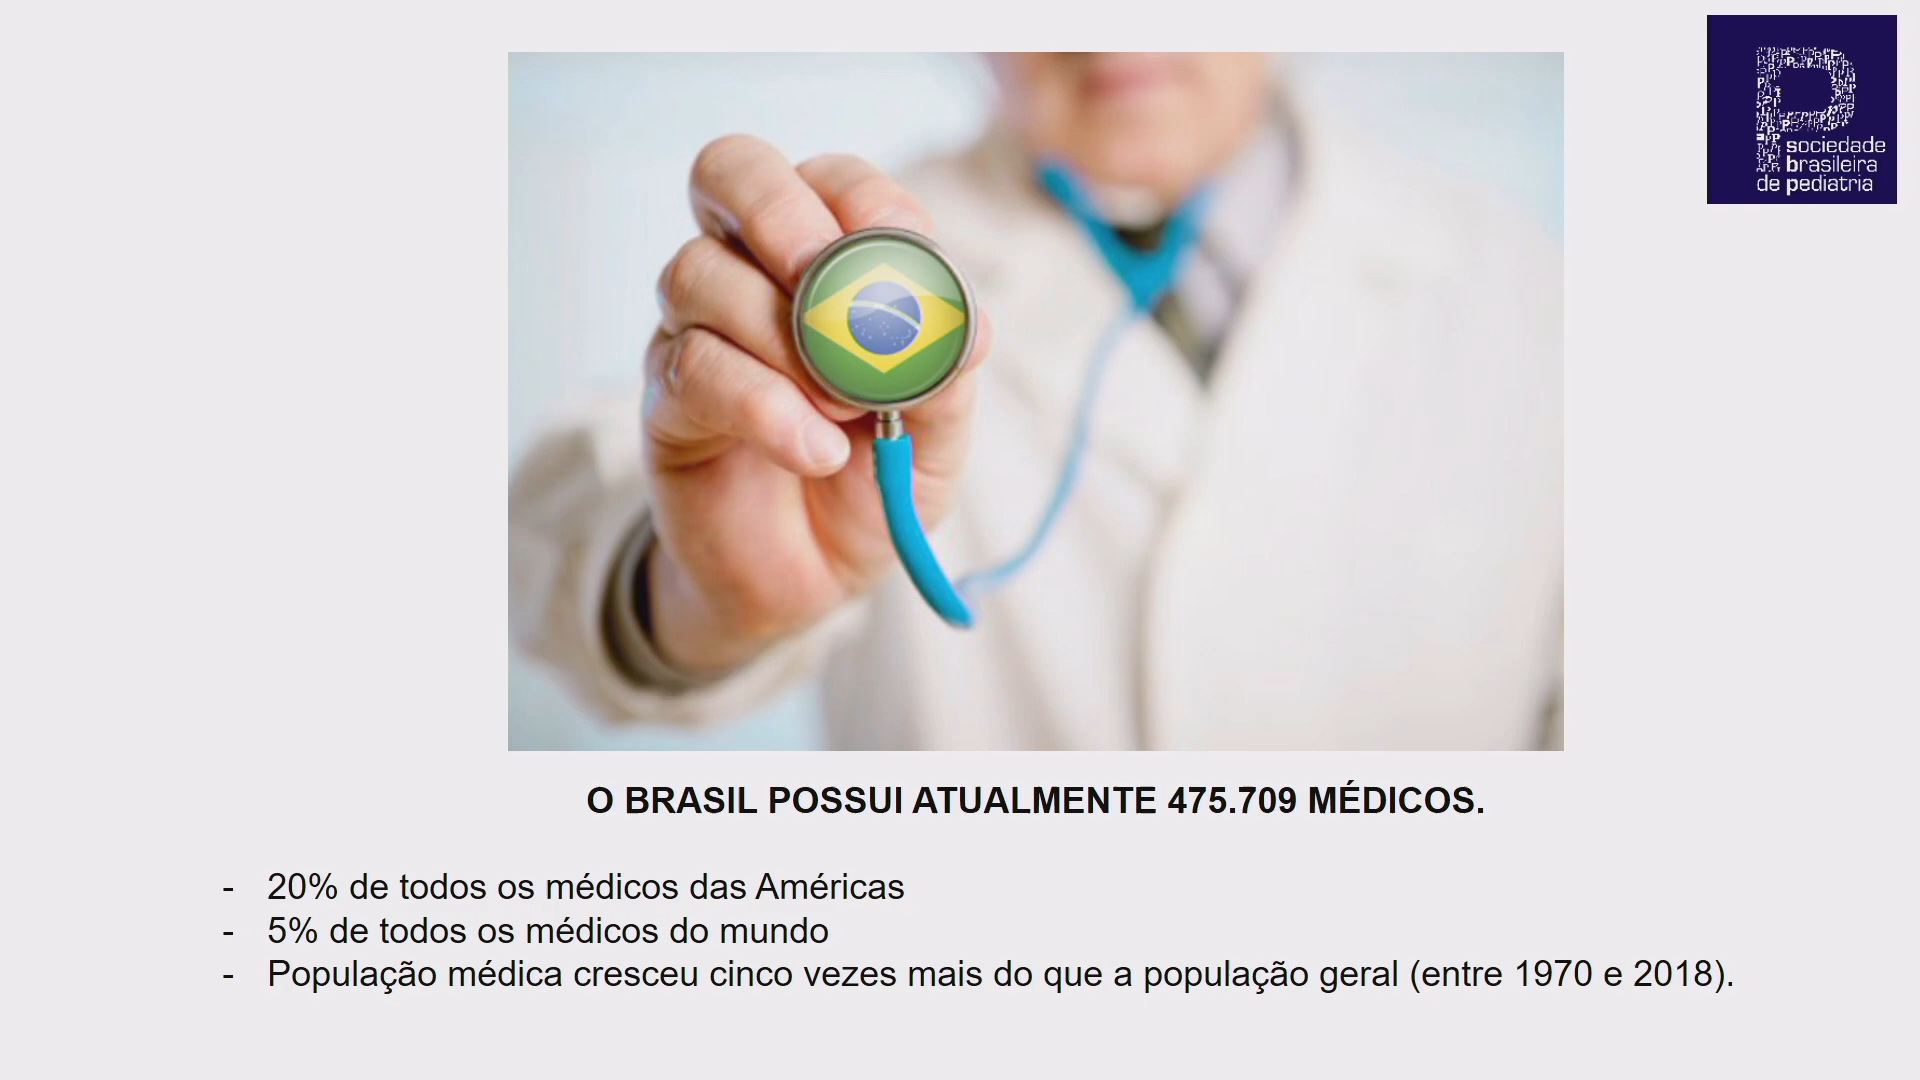 sociedade
brasileira
de pediatria
O BRASIL POSSUI ATUALMENTE 475.709 MÉDICOS.
- 20% de todos os médicos das Américas
- 5% de todos os médicos do mundo
- População médica cresceu cinco vezes mais do que a população geral (entre 1970 e 2018).